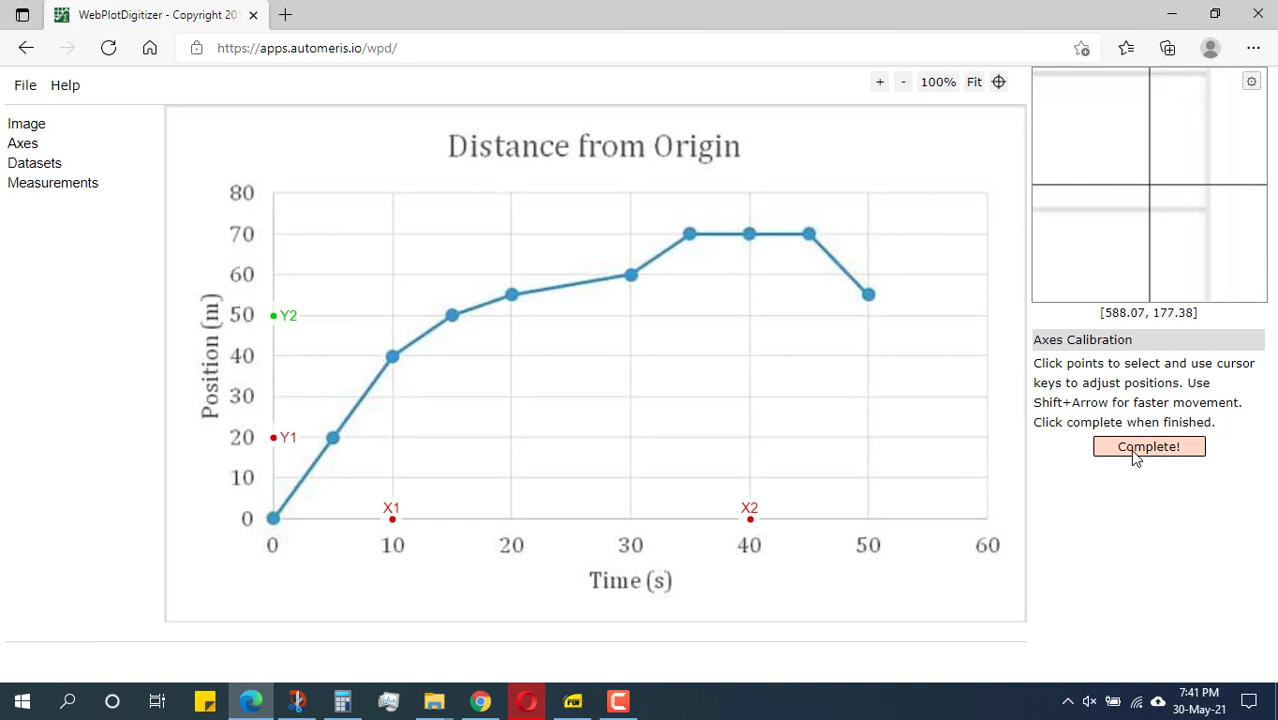 WebPlotDigitizer - Copyright 201
https://apps.automeris.io/wpd/
File Help
+ - 100% Fit
Image
Axes
Datasets
Measurements
Distance from Origin
Position (m)
80
70
60
50
40
30
20
10
0
Y2
Y1
X1 X2
0 10 20 30 40 50 60
Time (s)
[588.07, 177.38]
Axes Calibration
Click points to select and use cursor
keys to adjust positions. Use
Shift+Arrow for faster movement.
Click complete when finished.
Complete!
7:41 PM
30-May-21